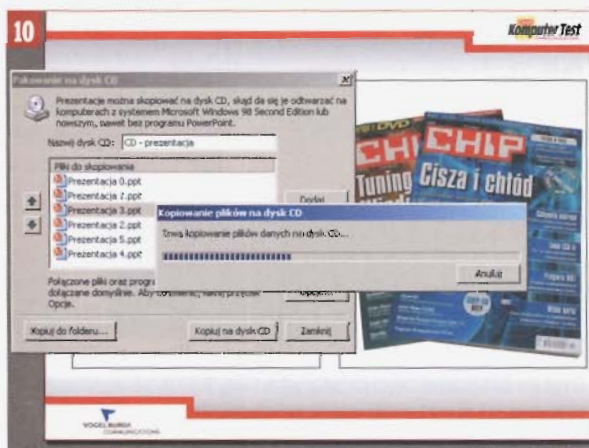 10
Komputer Test
Pakowanie na dysk CD
Prezentacje można skopiować na dysk CD, skąd da się je odtwarzać na
komputerach z systemem Microsoft Windows 98 Second Edition lub
nowszym, nawet bez programu PowerPoint.
Nazwij dysk CD: CD - prezentacja
Pliki do skopiowania
Prezentacja 0.ppt
Prezentacja 1.ppt
Prezentacja 3.ppt
Prezentacja 2.ppt
Prezentacja 5.ppt
Prezentacja 4.ppt
Dodaj
Kopiowanie plików na dysk CD
Trwa kopiowanie plików danych na dysk CD...
Anuluj
Połączone pliki oraz progra
dołączane domyślnie. Aby to zmienić, kliknij przycisk
Opcje.
Opcje...
Kopiuj do folderu...
Kopiuj na dysk CD
Zamknij
DVD
CHIP
Tuning
CHIP
Cisza i chłód
VOGEL BURDA
COMMUNICATIONS